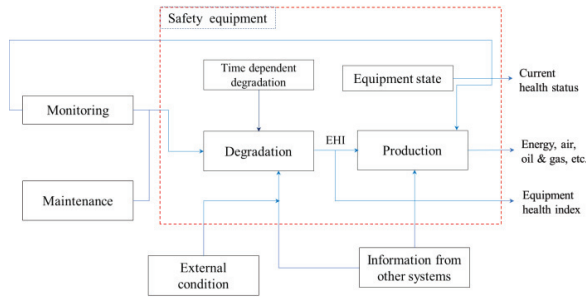 Safety equipment
Time dependent
degradation
Equipment state
Current
health status
Monitoring
Degradation
EHI
Production
Energy, air,
oil & gas, etc.
Maintenance
Equipment
health index
External
condition
Information from
other systems